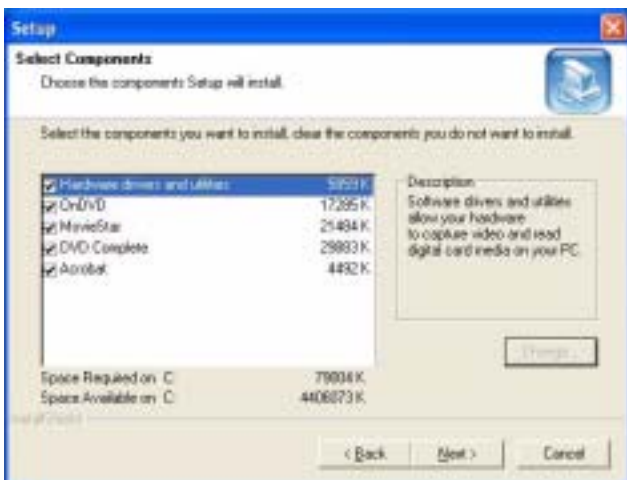 Setup
Select Components
Choose the components Setup will install.
Select the components you want to install, clear the components you do not want to install.
Hardware drivers and utilities
OnDVD 17285 K
MovieStar 21484 K
DVD Complete 29883 K
Acrobat 4492 K
Description
Software drivers and utilities
allow your hardware
to capture video and read
digital card media on your PC.
Change...
Space Required on C: 79004 K
Space Available on C: 4406073 K
InstallShield
< Back
Next >
Cancel